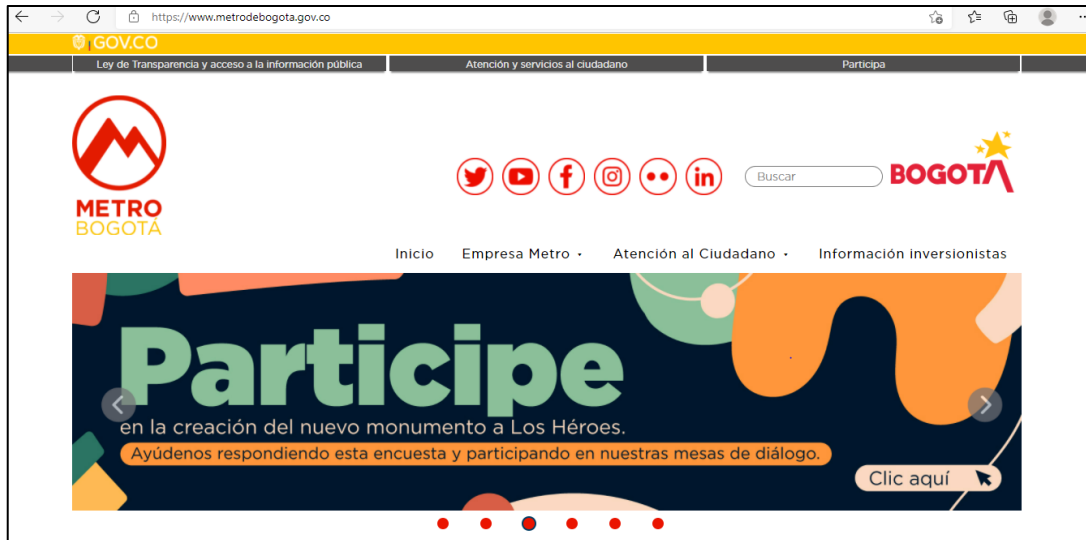 https://www.metrodebogota.gov.co
| GOV.CO
Ley de Transparencia y acceso a la información pública
Atención y servicios al ciudadano
Participa
METRO
BOGOTÁ
Buscar
BOGOTA
Inicio
Empresa Metro
Atención al Ciudadano
Información inversionistas
Participe
en la creación del nuevo monumento a Los Héroes.
Ayúdenos respondiendo esta encuesta y participando en nuestras mesas de diálogo.
Clic aquí